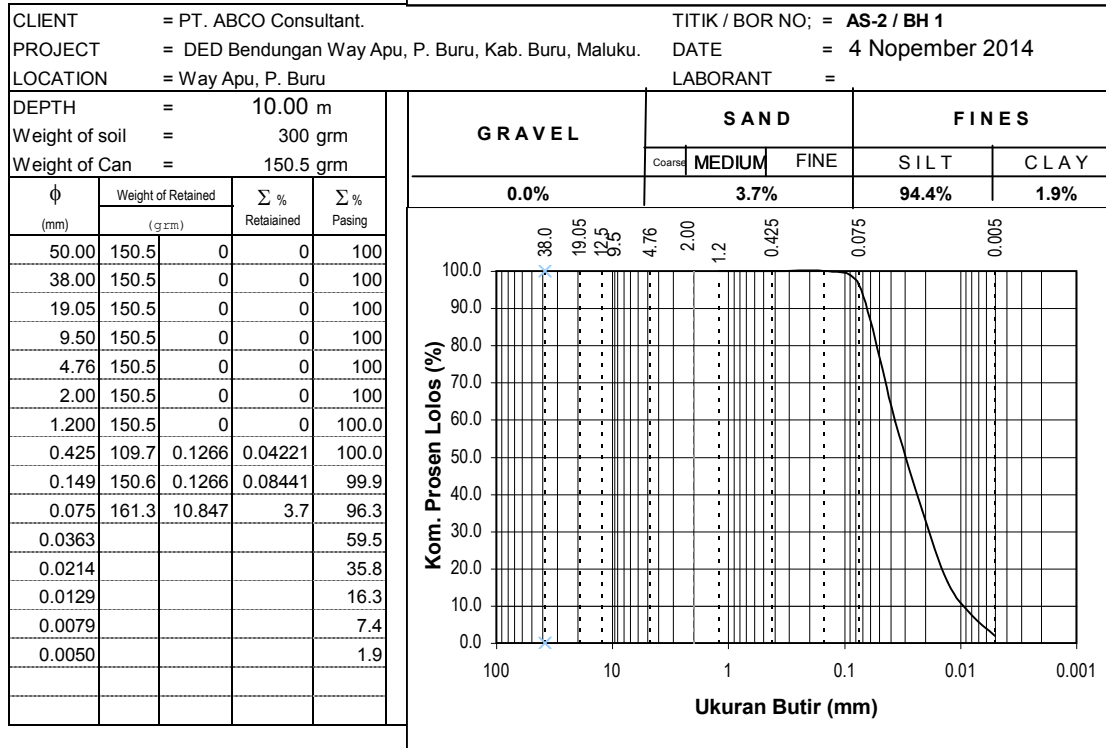 CLIENT = PT. ABCO Consultant. TITIK / BOR NO; = AS-2 / BH 1
PROJECT = DED Bendungan Way Apu, P. Buru, Kab. Buru, Maluku. DATE = 4 Nopember 2014
LOCATION = Way Apu, P. Buru LABORANT =
DEPTH = 10.00 m
Weight of soil = 300 grm
Weight of Can = 150.5 grm
φ Weight of Retained Σ % Σ %
(mm) (grm) Retaiained Pasing
50.00 150.5 0 0 100
38.00 150.5 0 0 100
19.05 150.5 0 0 100
9.50 150.5 0 0 100
4.76 150.5 0 0 100
2.00 150.5 0 0 100
1.200 150.5 0 0 100.0
0.425 109.7 0.1266 0.04221 100.0
0.149 150.6 0.1266 0.08441 99.9
0.075 161.3 10.847 3.7 96.3
0.0363 59.5
0.0214 35.8
0.0129 16.3
0.0079 7.4
0.0050 1.9
GRAVEL SAND FINES
Coarse MEDIUM FINE SILT CLAY
0.0% 3.7% 94.4% 1.9%
38.0 19.05 12.5 9.5 4.76 2.00 1.2 0.425 0.075 0.005
Kom. Prosen Lolos (%)
100.0
90.0
80.0
70.0
60.0
50.0
40.0
30.0
20.0
10.0
0.0
100 10 1 0.1 0.01 0.001
Ukuran Butir (mm)